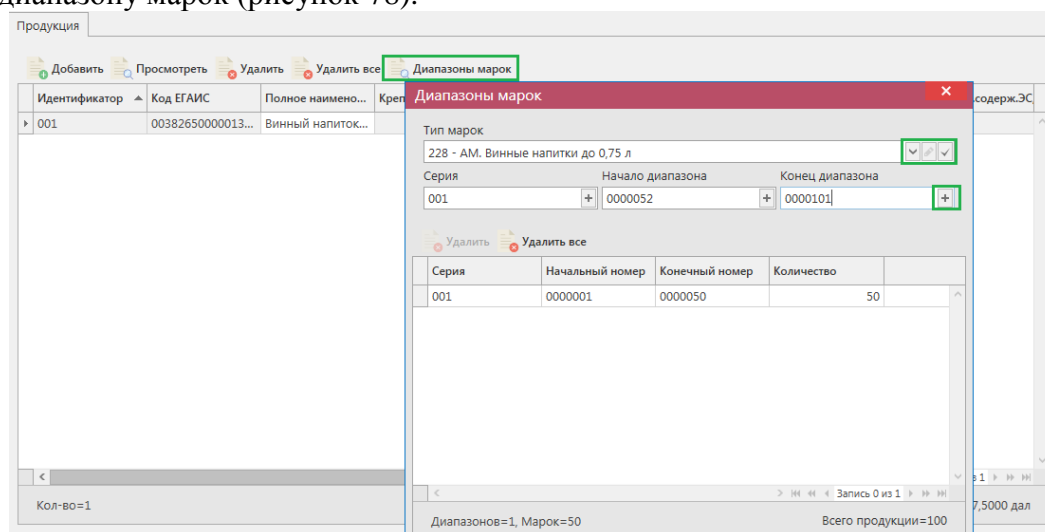 диапазону марок (рисунок 78).
Продукция
Добавить Просмотреть Удалить Удалить все Диапазоны марок
Идентификатор Код ЕГАИС Полное наимено... Креп
001 00382650000013... Винный напиток...
Диапазоны марок
.содерж.ЭС,
Тип марок
228 - АМ. Винные напитки до 0,75 л
Серия Начало диапазона Конец диапазона
001 0000052 0000101
Удалить Удалить все
Серия Начальный номер Конечный номер Количество
001 0000001 0000050 50
Запись 0 из 1
Диапазонов=1, Марок=50 Всего продукции=100
Кол-во=1
7,5000 дал